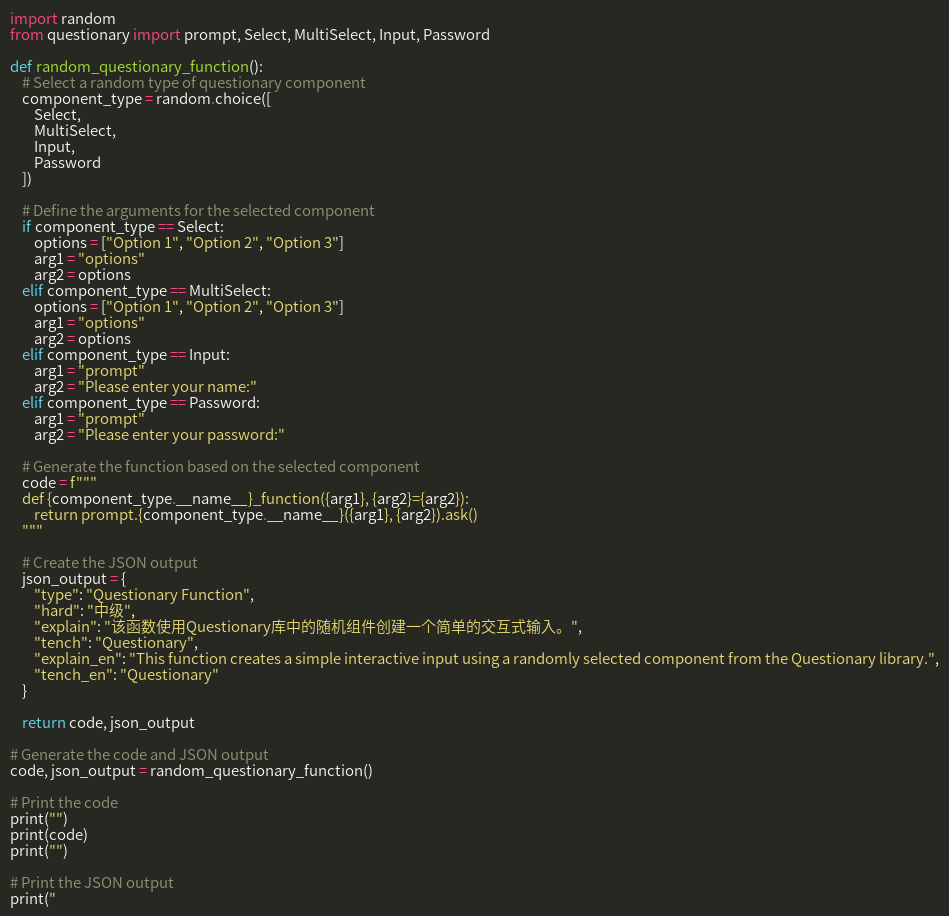 import random
from questionary import prompt, Select, MultiSelect, Input, Password

def random_questionary_function():
    # Select a random type of questionary component
    component_type = random.choice([
        Select,
        MultiSelect,
        Input,
        Password
    ])

    # Define the arguments for the selected component
    if component_type == Select:
        options = ["Option 1", "Option 2", "Option 3"]
        arg1 = "options"
        arg2 = options
    elif component_type == MultiSelect:
        options = ["Option 1", "Option 2", "Option 3"]
        arg1 = "options"
        arg2 = options
    elif component_type == Input:
        arg1 = "prompt"
        arg2 = "Please enter your name:"
    elif component_type == Password:
        arg1 = "prompt"
        arg2 = "Please enter your password:"

    # Generate the function based on the selected component
    code = f"""
    def {component_type.__name__}_function({arg1}, {arg2}={arg2}):
        return prompt.{component_type.__name__}({arg1}, {arg2}).ask()
    """

    # Create the JSON output
    json_output = {
        "type": "Questionary Function",
        "hard": "中级",
        "explain": "该函数使用Questionary库中的随机组件创建一个简单的交互式输入。",
        "tench": "Questionary",
        "explain_en": "This function creates a simple interactive input using a randomly selected component from the Questionary library.",
        "tench_en": "Questionary"
    }

    return code, json_output

# Generate the code and JSON output
code, json_output = random_questionary_function()

# Print the code
print("")
print(code)
print("")

# Print the JSON output
print("